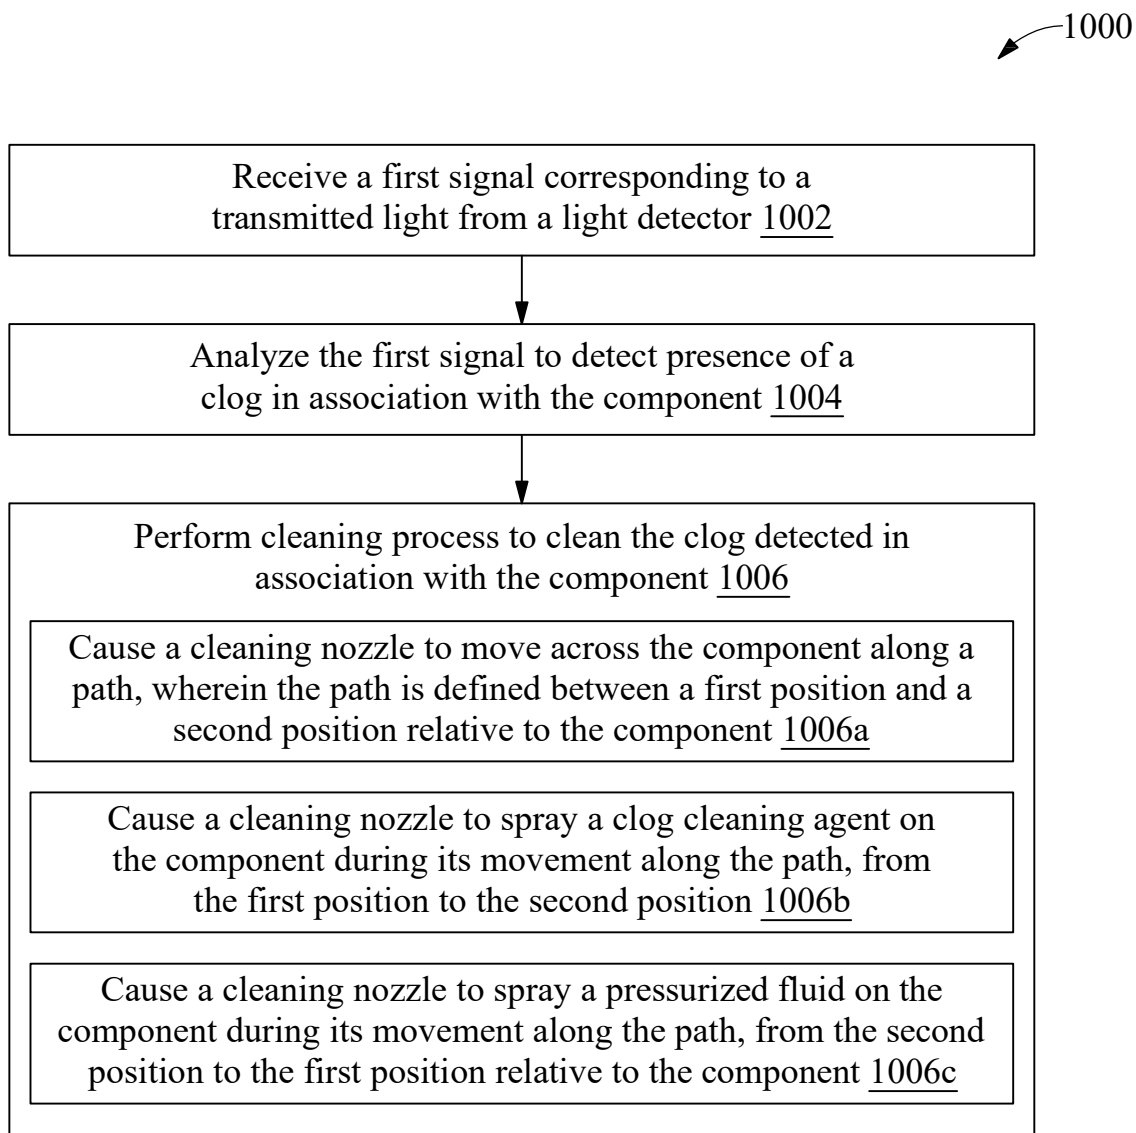 1000
Receive a first signal corresponding to a
transmitted light from a light detector 1002
Analyze the first signal to detect presence of a
clog in association with the component 1004
Perform cleaning process to clean the clog detected in
association with the component 1006
Cause a cleaning nozzle to move across the component along a
path, wherein the path is defined between a first position and a
second position relative to the component 1006a
Cause a cleaning nozzle to spray a clog cleaning agent on
the component during its movement along the path, from
the first position to the second position 1006b
Cause a cleaning nozzle to spray a pressurized fluid on the
component during its movement along the path, from the second
position to the first position relative to the component 1006c